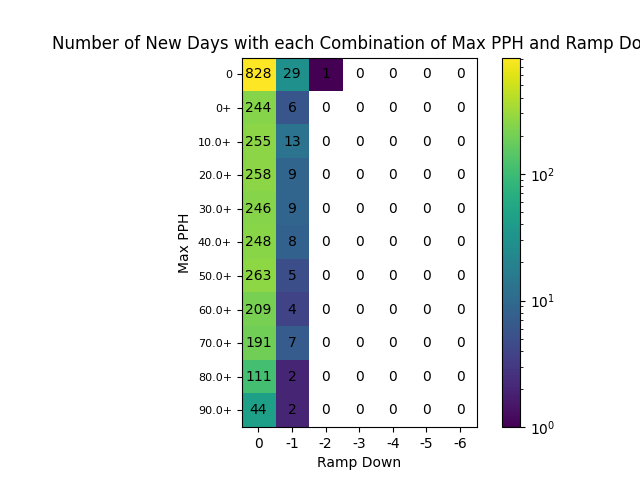 Number of New Days with each Combination of Max PPH and Ramp Do
0 828 29 1 0 0 0 0
0+ 244 6 0 0 0 0 0
10.0+ 255 13 0 0 0 0 0
20.0+ 258 9 0 0 0 0 0
30.0+ 246 9 0 0 0 0 0
40.0+ 248 8 0 0 0 0 0
50.0+ 263 5 0 0 0 0 0
60.0+ 209 4 0 0 0 0 0
70.0+ 191 7 0 0 0 0 0
80.0+ 111 2 0 0 0 0 0
90.0+ 44 2 0 0 0 0 0
0 -1 -2 -3 -4 -5 -6
Ramp Down
Max PPH
10²
10¹
10⁰